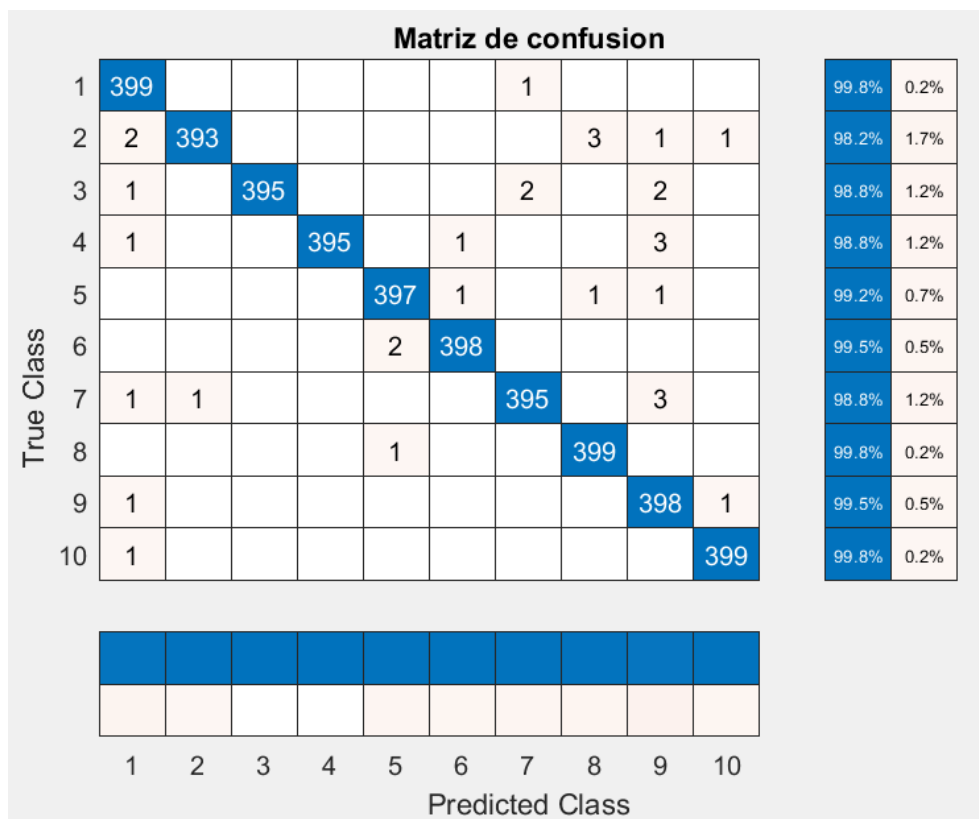 Matriz de confusion
1 399 1 99.8% 0.2%
2 2 393 3 1 1 98.2% 1.7%
3 1 395 2 2 98.8% 1.2%
4 1 395 1 3 98.8% 1.2%
5 397 1 1 1 99.2% 0.7%
6 2 398 99.5% 0.5%
7 1 1 395 3 98.8% 1.2%
8 1 399 99.8% 0.2%
9 1 398 1 99.5% 0.5%
10 1 399 99.8% 0.2%
True Class
1 2 3 4 5 6 7 8 9 10
Predicted Class